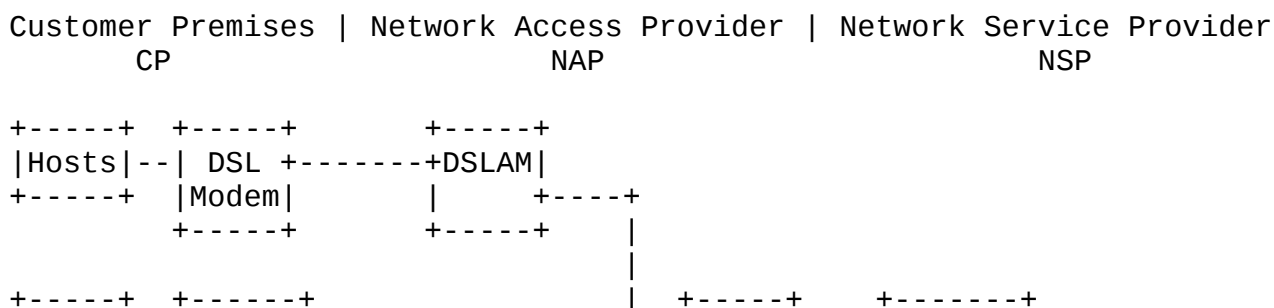 Customer Premises | Network Access Provider | Network Service Provider
       CP                     NAP                        NSP

+-----+  +-----+        +-----+
|Hosts|--| DSL +-------+DSLAM|
+-----+  |Modem|        |     +----+
         +-----+        +-----+    |
                                   |
+-----+  +------+                  |  +-----+    +-------+